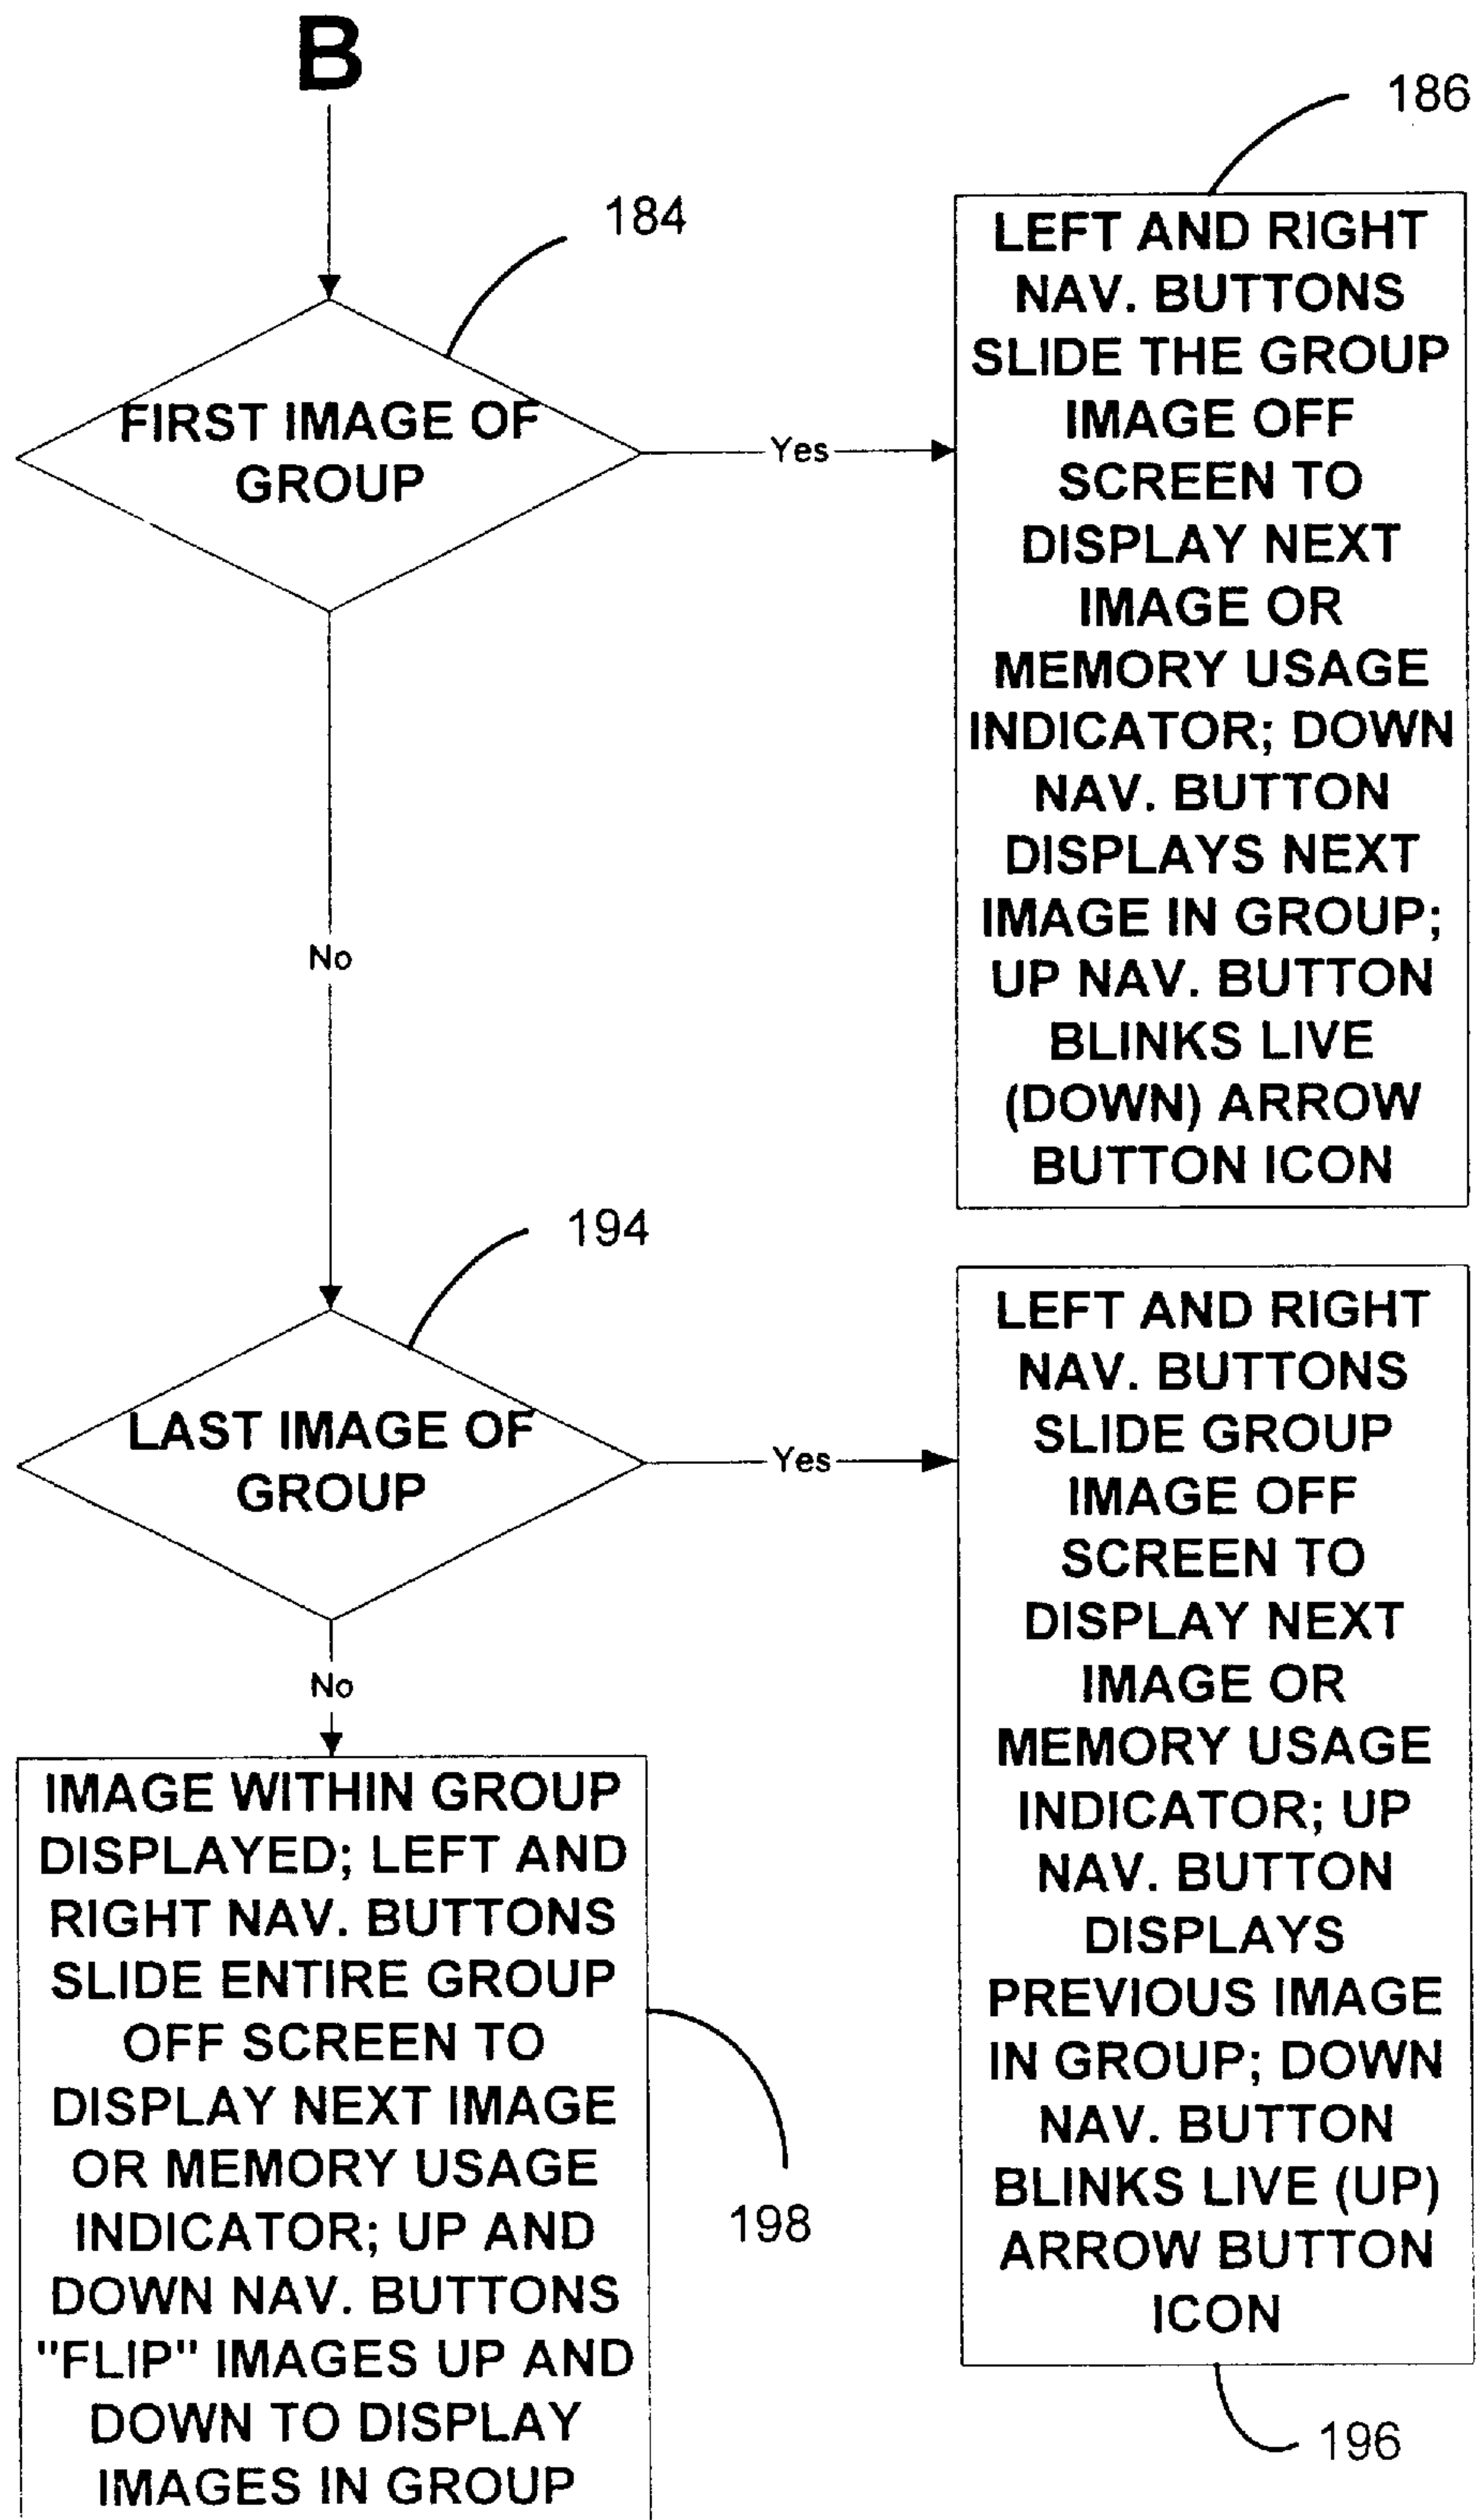 B
184
FIRST IMAGE OF
GROUP
Yes
186
LEFT AND RIGHT
NAV. BUTTONS
SLIDE THE GROUP
IMAGE OFF
SCREEN TO
DISPLAY NEXT
IMAGE OR
MEMORY USAGE
INDICATOR; DOWN
NAV. BUTTON
DISPLAYS NEXT
IMAGE IN GROUP;
UP NAV. BUTTON
BLINKS LIVE
(DOWN) ARROW
BUTTON ICON
No
194
LAST IMAGE OF
GROUP
Yes
LEFT AND RIGHT
NAV. BUTTONS
SLIDE GROUP
IMAGE OFF
SCREEN TO
DISPLAY NEXT
IMAGE OR
MEMORY USAGE
INDICATOR; UP
NAV. BUTTON
DISPLAYS
PREVIOUS IMAGE
IN GROUP; DOWN
NAV. BUTTON
BLINKS LIVE (UP)
ARROW BUTTON
ICON
196
No
IMAGE WITHIN GROUP
DISPLAYED; LEFT AND
RIGHT NAV. BUTTONS
SLIDE ENTIRE GROUP
OFF SCREEN TO
DISPLAY NEXT IMAGE
OR MEMORY USAGE
INDICATOR; UP AND
DOWN NAV. BUTTONS
"FLIP" IMAGES UP AND
DOWN TO DISPLAY
IMAGES IN GROUP
198